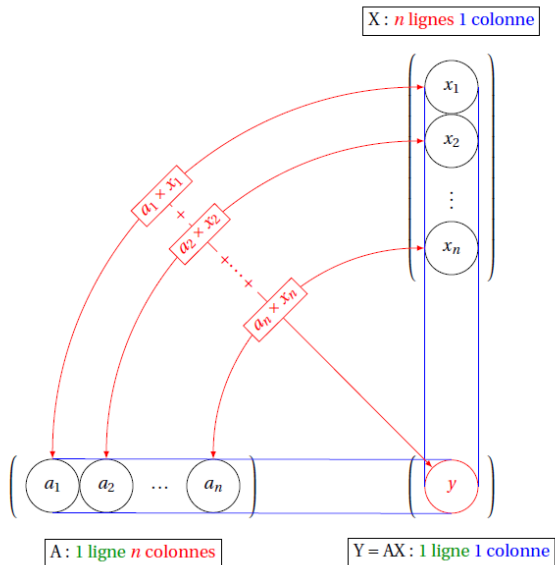 X : n lignes 1 colonne
x₁
x₂
⋮
xₙ
a₁ × x₁
+
a₂ × x₂
+ ··· +
aₙ × xₙ
a₁ a₂ ... aₙ
y
A : 1 ligne n colonnes
Y = AX : 1 ligne 1 colonne